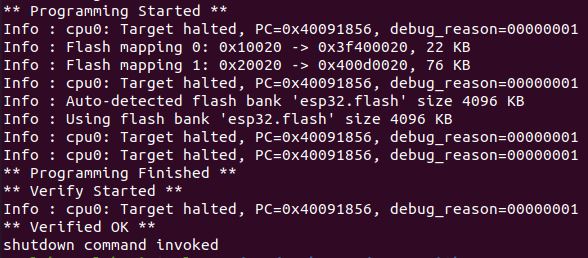 ** Programming Started **
Info : cpu0: Target halted, PC=0x40091856, debug_reason=00000001
Info : Flash mapping 0: 0x10020 -> 0x3f400020, 22 KB
Info : Flash mapping 1: 0x20020 -> 0x400d0020, 76 KB
Info : cpu0: Target halted, PC=0x40091856, debug_reason=00000001
Info : Auto-detected flash bank 'esp32.flash' size 4096 KB
Info : Using flash bank 'esp32.flash' size 4096 KB
Info : cpu0: Target halted, PC=0x40091856, debug_reason=00000001
Info : cpu0: Target halted, PC=0x40091856, debug_reason=00000001
** Programming Finished **
** Verify Started **
Info : cpu0: Target halted, PC=0x40091856, debug_reason=00000001
** Verified OK **
shutdown command invoked